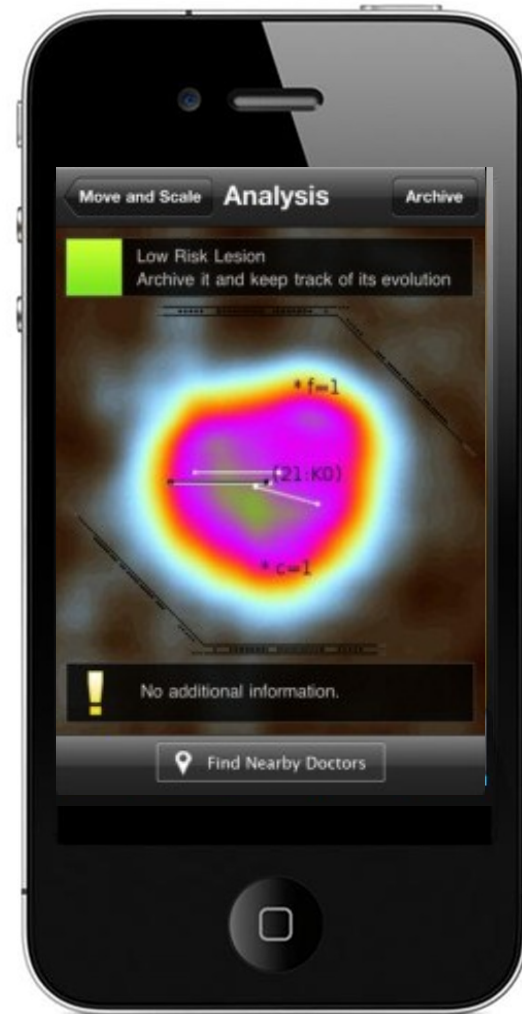 Move and Scale
Analysis
Archive
Low Risk Lesion
Archive it and keep track of its evolution
* f=1
(21:K0)
* c=1
No additional information.
Find Nearby Doctors